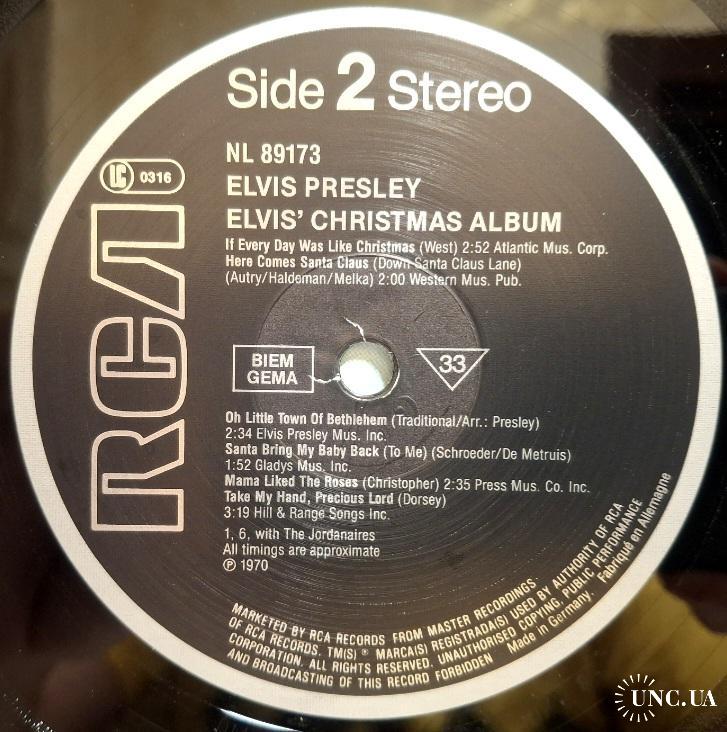 Side 2 Stereo
NL 89173
LC 0316
ELVIS PRESLEY
ELVIS' CHRISTMAS ALBUM
If Every Day Was Like Christmas (West) 2:52 Atlantic Mus. Corp.
Here Comes Santa Claus (Down Santa Claus Lane)
(Autry/Haldeman/Melka) 2:00 Western Mus. Pub.
RCA
BIEM
GEMA
33
Oh Little Town Of Bethlehem (Traditional/Arr.: Presley)
2:34 Elvis Presley Mus. Inc.
Santa Bring My Baby Back (To Me) (Schroeder/De Metruis)
1:52 Gladys Mus. Inc.
Mama Liked The Roses (Christopher) 2:35 Press Mus. Co. Inc.
Take My Hand, Precious Lord (Dorsey)
3:19 Hill & Range Songs Inc.
1, 6, with The Jordanaires
All timings are approximate
℗ 1970
MARKETED BY RCA RECORDS FROM MASTER RECORDINGS
OF RCA RECORDS. TM(S) ® MARCA(S) REGISTRADA(S) USED BY AUTHORITY OF RCA
CORPORATION. ALL RIGHTS RESERVED. UNAUTHORISED COPYING, PUBLIC PERFORMANCE
AND BROADCASTING OF THIS RECORD FORBIDDEN Made in Germany. Fabriqué en Allemagne
UNC.UA